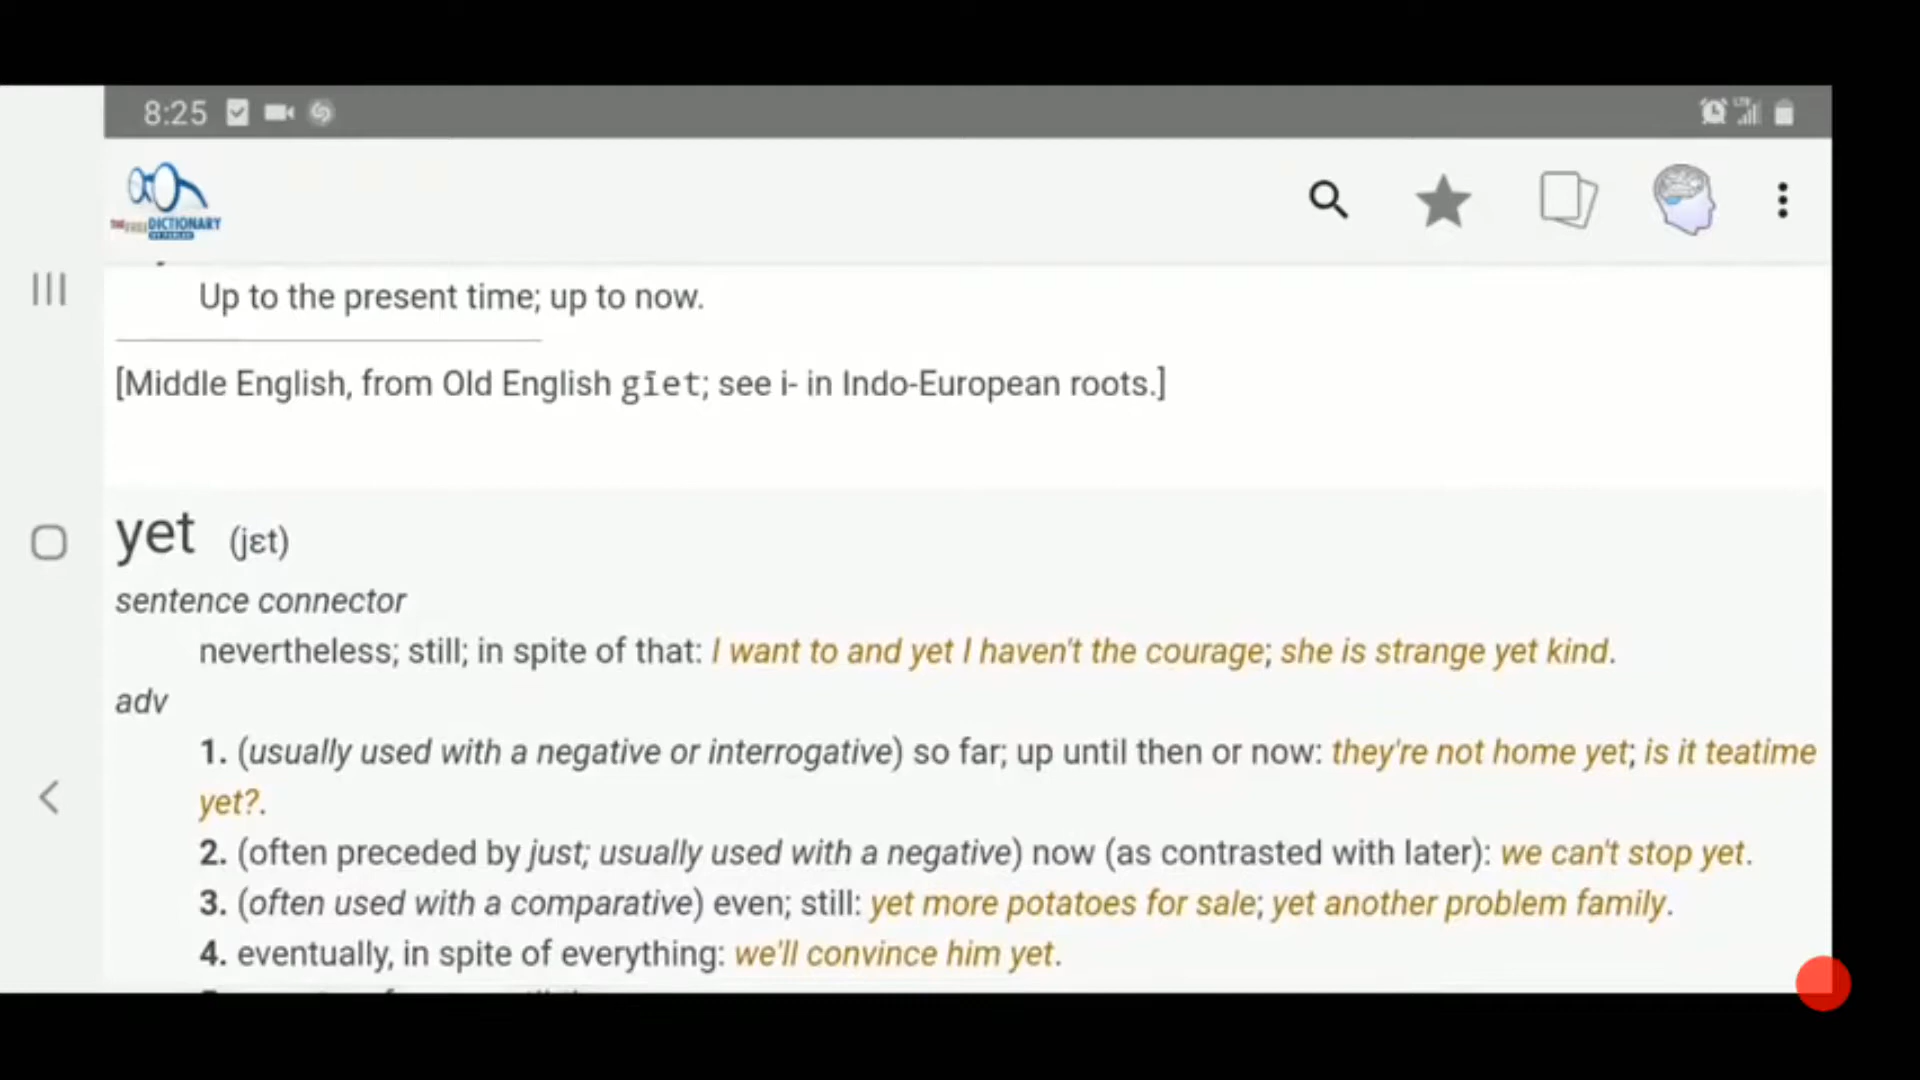 8:25
LTE
THE FREE DICTIONARY
BY FARLEX
Up to the present time; up to now.
[Middle English, from Old English gīet; see i- in Indo-European roots.]
yet (jɛt)
sentence connector
nevertheless; still; in spite of that: I want to and yet I haven't the courage; she is strange yet kind.
adv
1. (usually used with a negative or interrogative) so far; up until then or now: they're not home yet; is it teatime
yet?.
2. (often preceded by just; usually used with a negative) now (as contrasted with later): we can't stop yet.
3. (often used with a comparative) even; still: yet more potatoes for sale; yet another problem family.
4. eventually, in spite of everything: we'll convince him yet.